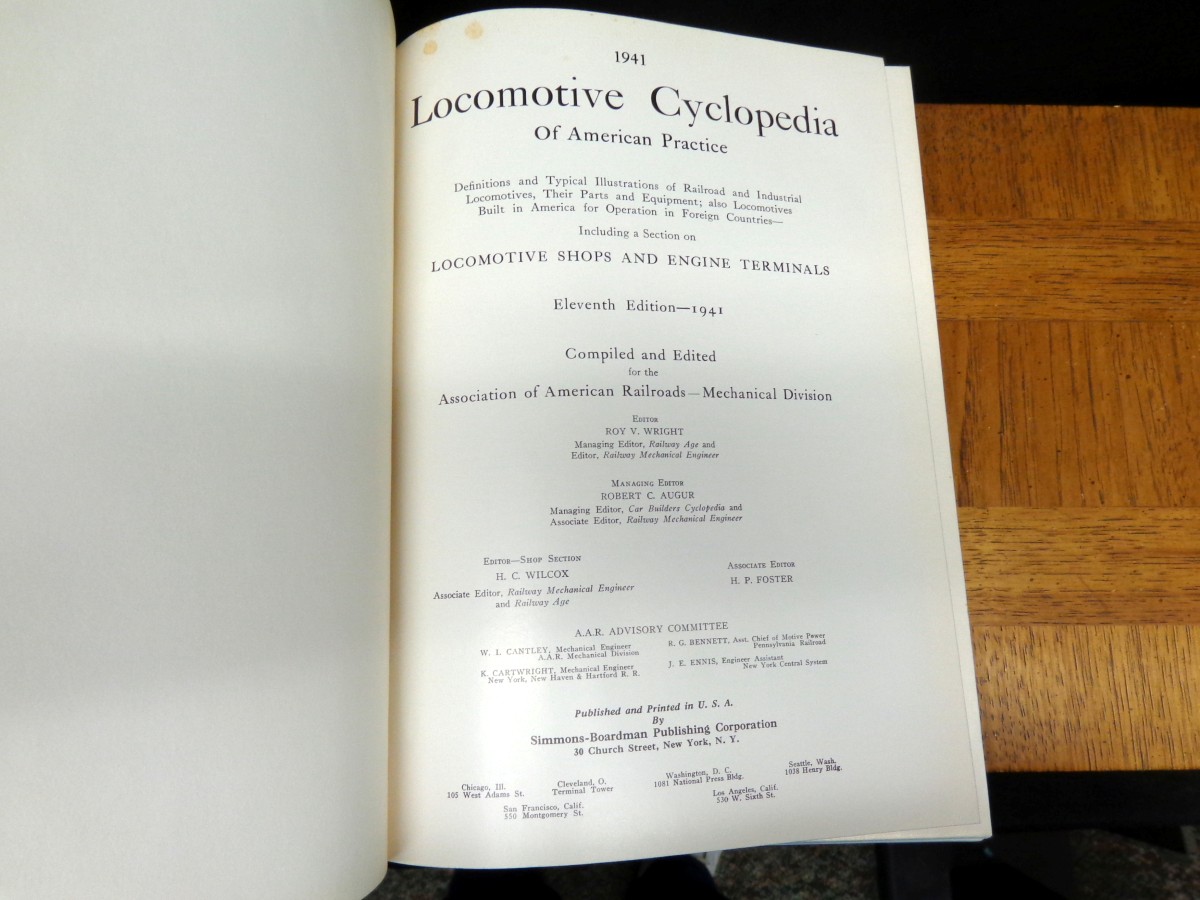 1941
Locomotive Cyclopedia
Of American Practice
Definitions and Typical Illustrations of Railroad and Industrial
Locomotives, Their Parts and Equipment; also Locomotives
Built in America for Operation in Foreign Countries—
Including a Section on
LOCOMOTIVE SHOPS AND ENGINE TERMINALS
Eleventh Edition—1941
Compiled and Edited
for the
Association of American Railroads—Mechanical Division
Editor
ROY V. WRIGHT
Managing Editor, Railway Age and
Editor, Railway Mechanical Engineer
Managing Editor
ROBERT C. AUGUR
Managing Editor, Car Builders Cyclopedia and
Associate Editor, Railway Mechanical Engineer
Editor—Shop Section
H. C. WILCOX
Associate Editor, Railway Mechanical Engineer
and Railway Age
Associate Editor
H. P. FOSTER
A.A.R. ADVISORY COMMITTEE
W. I. CANTLEY, Mechanical Engineer
A.A.R. Mechanical Division
R. G. BENNETT, Asst. Chief of Motive Power
Pennsylvania Railroad
K. CARTWRIGHT, Mechanical Engineer
New York, New Haven & Hartford R. R.
J. E. ENNIS, Engineer Assistant
New York Central System
Published and Printed in U. S. A.
By
Simmons-Boardman Publishing Corporation
30 Church Street, New York, N. Y.
Chicago, Ill.
105 West Adams St.
Cleveland, O.
Terminal Tower
Washington, D. C.
1081 National Press Bldg.
Seattle, Wash.
1038 Henry Bldg.
San Francisco, Calif.
550 Montgomery St.
Los Angeles, Calif.
530 W. Sixth St.